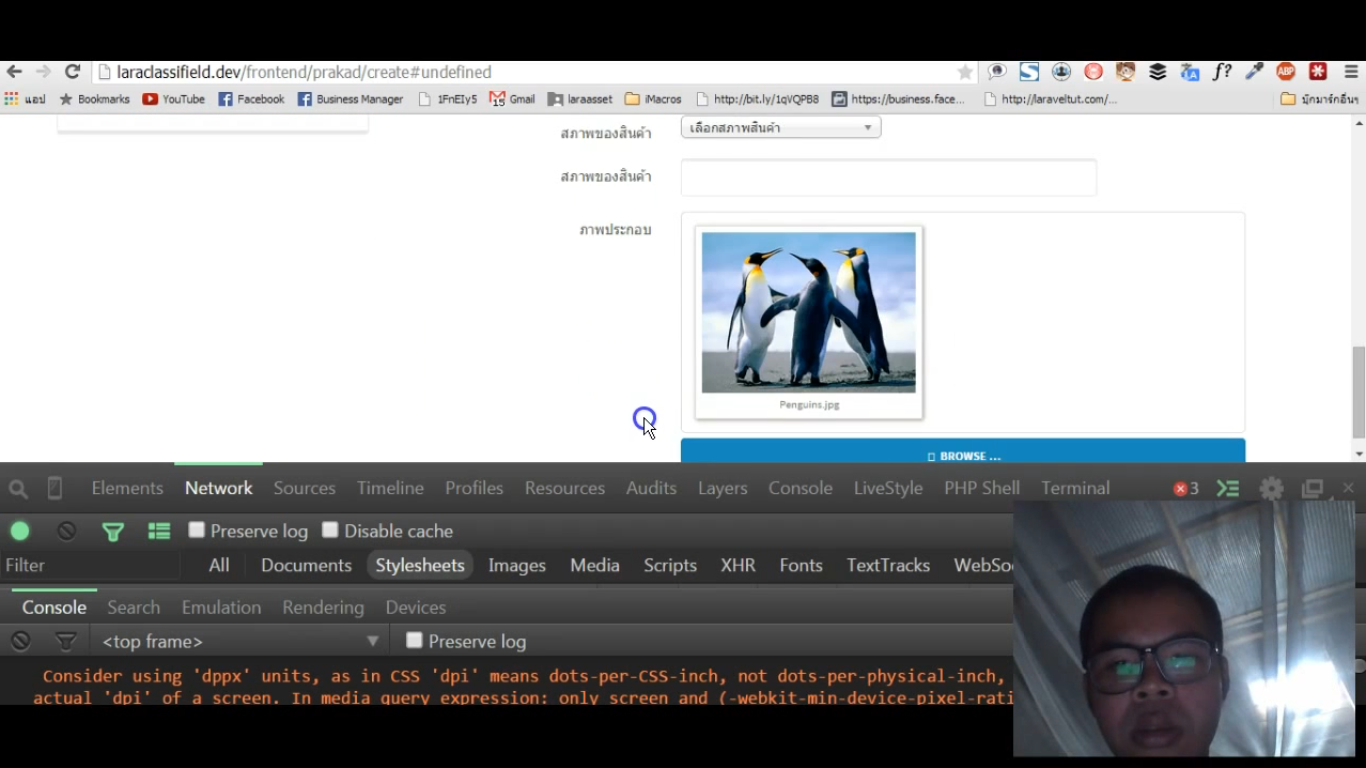 laraclassifield.dev/frontend/prakad/create#undefined
แอป Bookmarks YouTube Facebook Business Manager 1FnEIy5 Gmail laraasset iMacros http://bit.ly/1qVQPB8 https://business.face... http://laraveltut.com/... บุ๊กมาร์กอื่นๆ
สภาพของสินค้า เลือกสภาพสินค้า
สภาพของสินค้า
ภาพประกอบ
Penguins.jpg
BROWSE ...
Elements Network Sources Timeline Profiles Resources Audits Layers Console LiveStyle PHP Shell Terminal 3
Preserve log Disable cache
Filter All Documents Stylesheets Images Media Scripts XHR Fonts TextTracks WebSoc
Console Search Emulation Rendering Devices
<top frame> Preserve log
Consider using 'dppx' units, as in CSS 'dpi' means dots-per-CSS-inch, not dots-per-physical-inch,
actual 'dpi' of a screen. In media query expression: only screen and (-webkit-min-device-pixel-rati